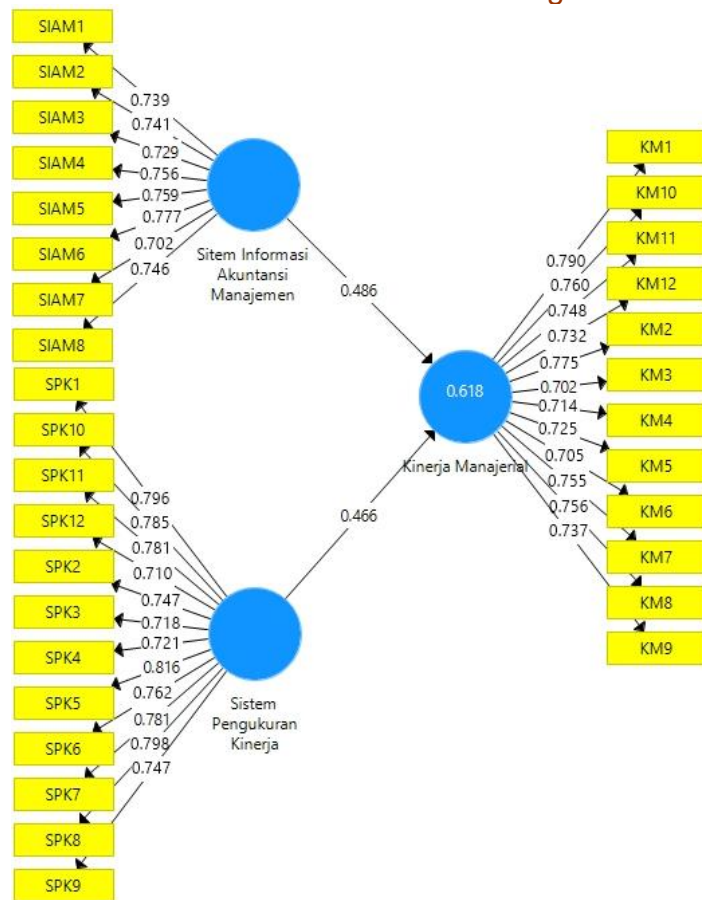 SIAM1
SIAM2
SIAM3
SIAM4
SIAM5
SIAM6
SIAM7
SIAM8
0.739
0.741
0.729
0.756
0.759
0.777
0.702
0.746
Sitem Informasi
Akuntansi
Manajemen
0.486
SPK1
SPK10
SPK11
SPK12
SPK2
SPK3
SPK4
SPK5
SPK6
SPK7
SPK8
SPK9
0.796
0.785
0.781
0.710
0.747
0.718
0.721
0.816
0.762
0.781
0.798
0.747
Sistem
Pengukuran
Kinerja
0.466
0.618
Kinerja Manajerial
0.790
0.760
0.748
0.732
0.775
0.702
0.714
0.725
0.705
0.755
0.756
0.737
KM1
KM10
KM11
KM12
KM2
KM3
KM4
KM5
KM6
KM7
KM8
KM9